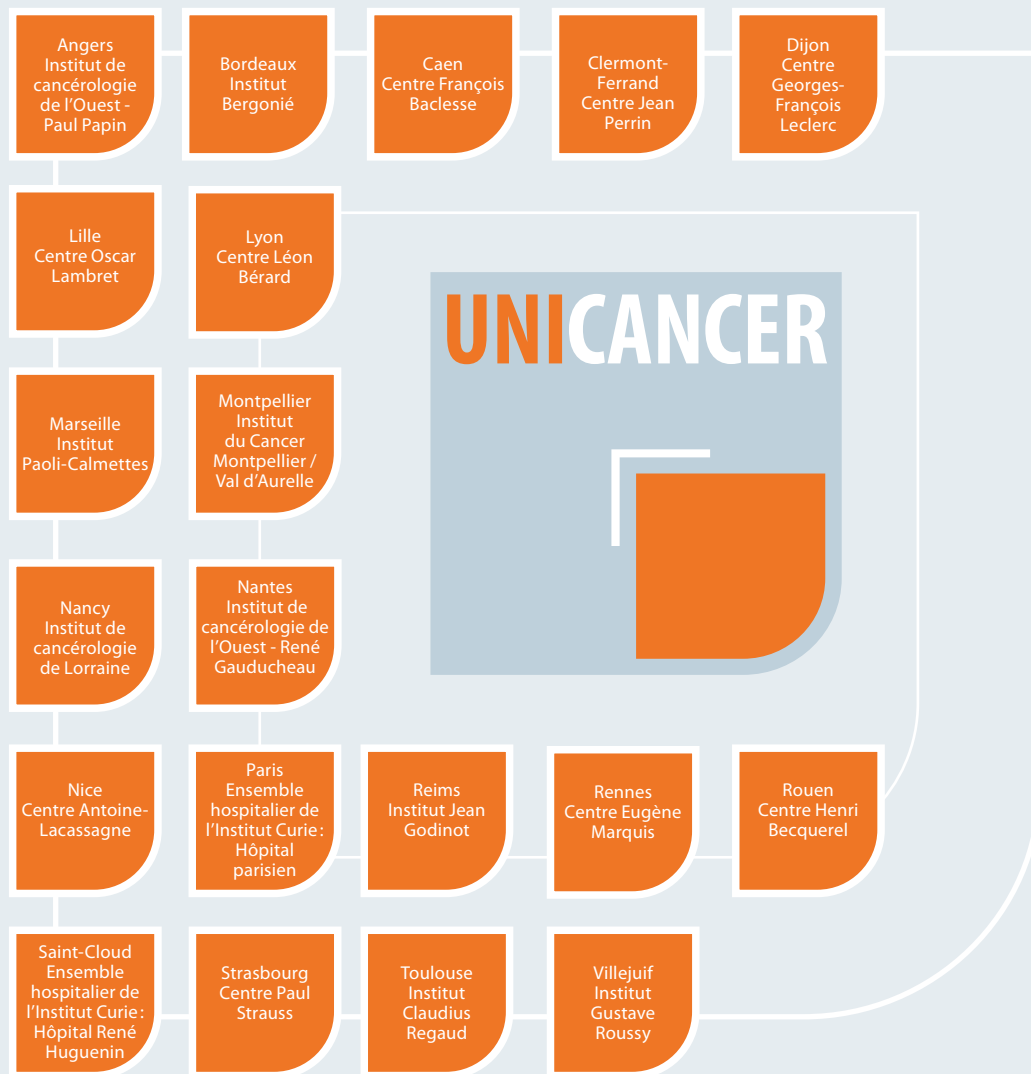 Angers
Institut de
cancérologie
de l'Ouest -
Paul Papin
Bordeaux
Institut
Bergonié
Caen
Centre François
Baclesse
Clermont-
Ferrand
Centre Jean
Perrin
Dijon
Centre
Georges-
François
Leclerc
Lille
Centre Oscar
Lambret
Lyon
Centre Léon
Bérard
UNICANCER
Marseille
Institut
Paoli-Calmettes
Montpellier
Institut
du Cancer
Montpellier /
Val d'Aurelle
Nancy
Institut de
cancérologie
de Lorraine
Nantes
Institut de
cancérologie de
l'Ouest - René
Gauducheau
Nice
Centre Antoine-
Lacassagne
Paris
Ensemble
hospitalier de
l'Institut Curie :
Hôpital
parisien
Reims
Institut Jean
Godinot
Rennes
Centre Eugène
Marquis
Rouen
Centre Henri
Becquerel
Saint-Cloud
Ensemble
hospitalier de
l'Institut Curie :
Hôpital René
Huguenin
Strasbourg
Centre Paul
Strauss
Toulouse
Institut
Claudius
Regaud
Villejuif
Institut
Gustave
Roussy